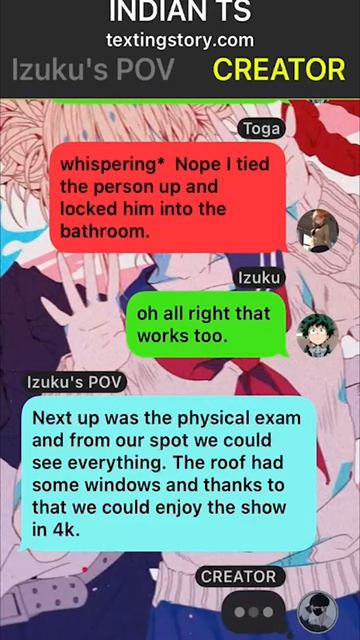 INDIAN TS
textingstory.com
Izuku's POV CREATOR
Toga
whispering* Nope I tied
the person up and
locked him into the
bathroom.
Izuku
oh all right that
works too.
Izuku's POV
Next up was the physical exam
and from our spot we could
see everything. The roof had
some windows and thanks to
that we could enjoy the show
in 4k.
CREATOR